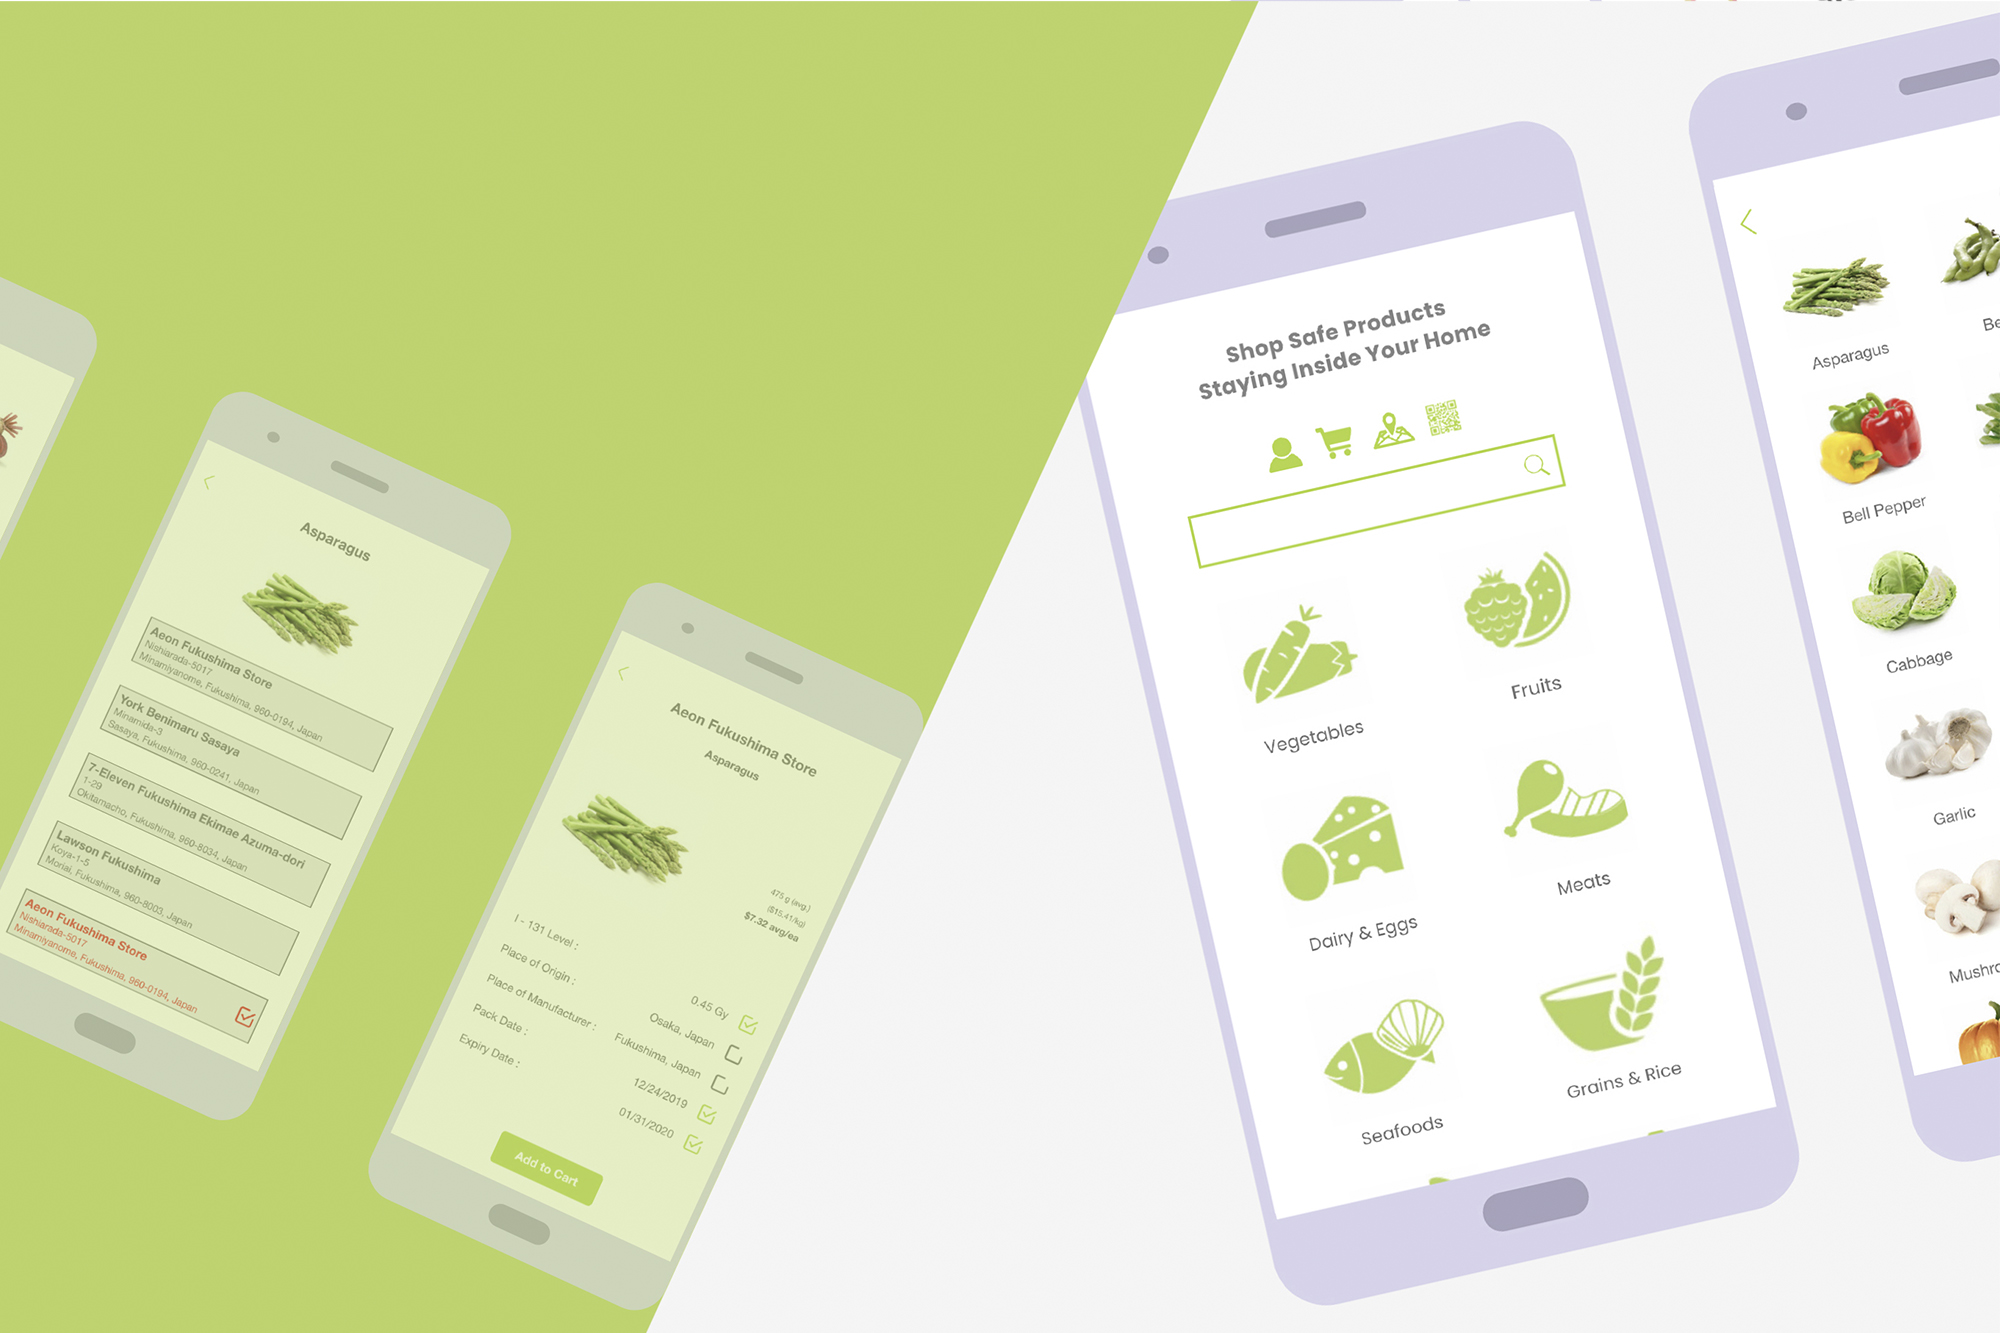 Asparagus
Aeon Fukushima Store
Nishiarada-5017
Minamiyanome, Fukushima, 960-0194, Japan
York Benimaru Sasaya
Minamida-3
Sasaya, Fukushima, 960-0241, Japan
7-Eleven Fukushima Ekimae Azuma-dori
1-29
Okitamacho, Fukushima, 960-8034, Japan
Lawson Fukushima
Koya-1-5
Moriai, Fukushima, 960-8003, Japan
Aeon Fukushima Store
Nishiarada-5017
Minamiyanome, Fukushima, 960-0194, Japan
Aeon Fukushima Store
Asparagus
475 g (avg.)
($15.41/kg)
$7.32 avg/ea
I - 131 Level : 0.45 Gy
Place of Origin : Osaka, Japan
Place of Manufacturer : Fukushima, Japan
Pack Date : 12/24/2019
Expiry Date : 01/31/2020
Add to Cart
Shop Safe Products
Staying Inside Your Home
Vegetables
Fruits
Dairy & Eggs
Meats
Seafoods
Grains & Rice
Asparagus
Be
Bell Pepper
Cabbage
Garlic
Mushro